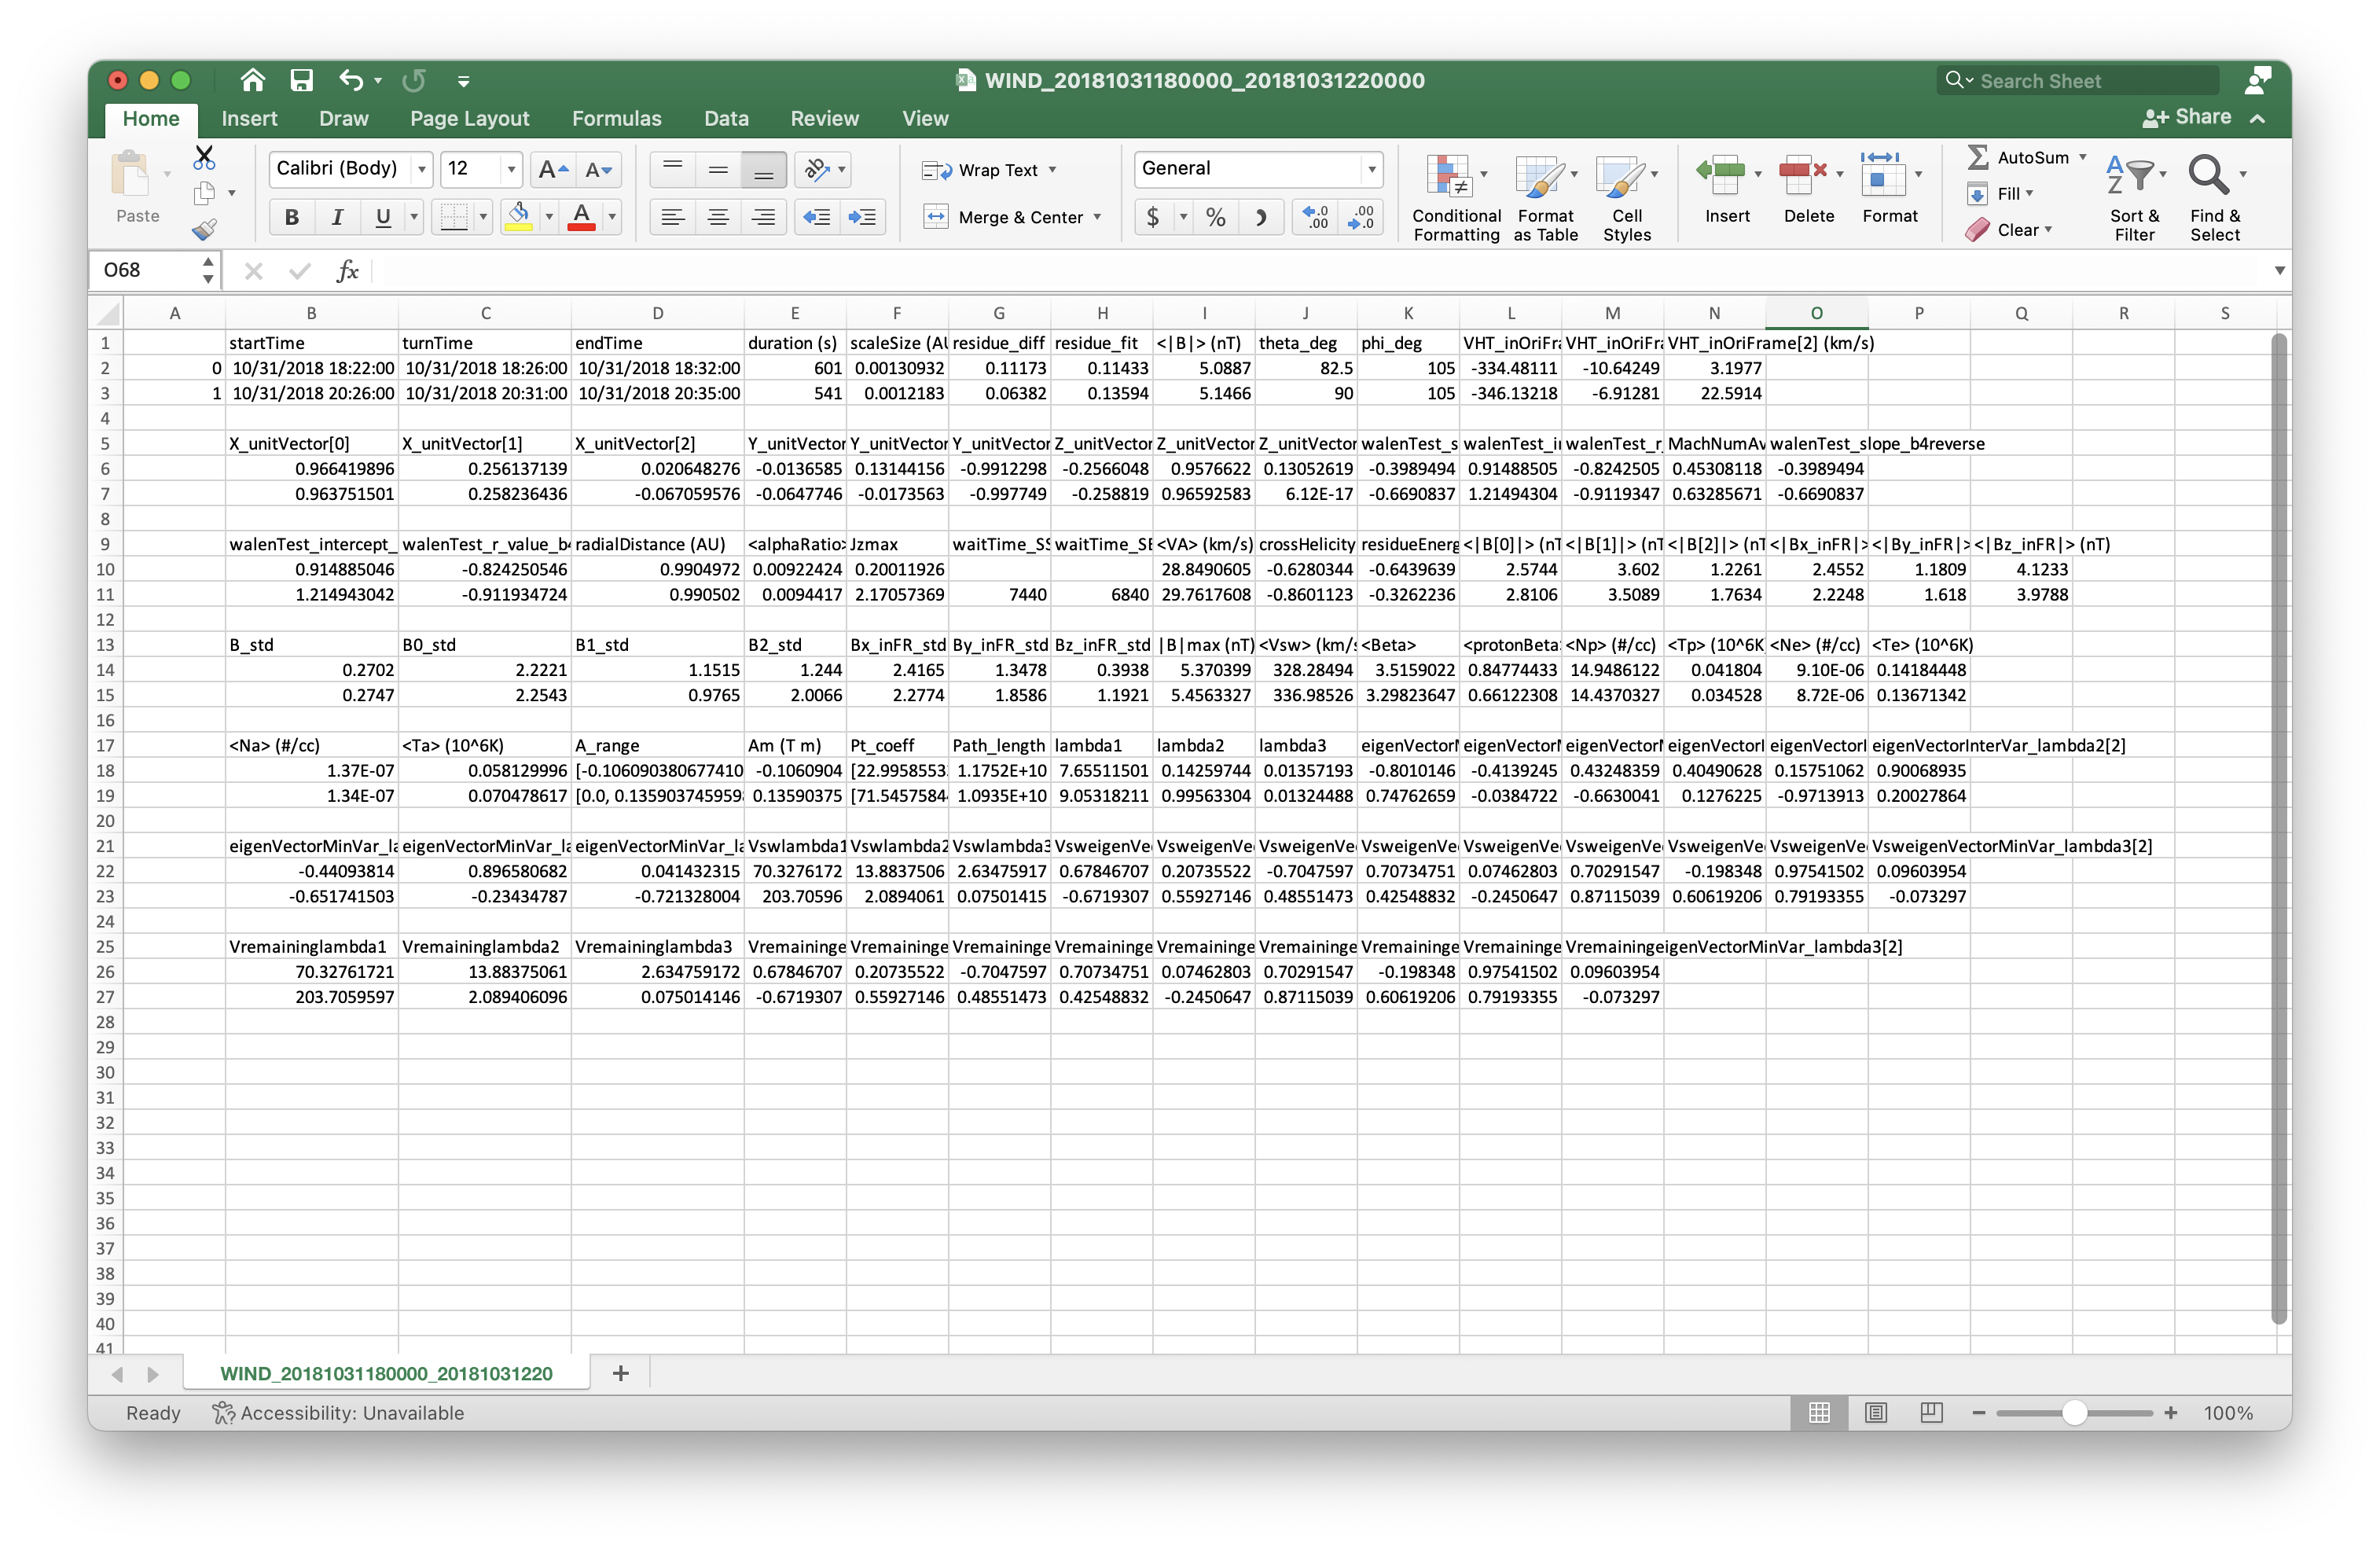 WIND_20181031180000_20181031220000
Search Sheet
Home Insert Draw Page Layout Formulas Data Review View Share
Paste
Calibri (Body) 12
Wrap Text
Merge & Center
General
Conditional Formatting
Format as Table
Cell Styles
Insert Delete Format
AutoSum
Fill
Clear
Sort & Filter
Find & Select
O68 fx
A B C D E F G H I J K L M N O P Q R S
1 startTime turnTime endTime duration (s) scaleSize (AU residue_diff residue_fit <|B|> (nT) theta_deg phi_deg VHT_inOriFra VHT_inOriFra VHT_inOriFrame[2] (km/s)
2 0 10/31/2018 18:22:00 10/31/2018 18:26:00 10/31/2018 18:32:00 601 0.00130932 0.11173 0.11433 5.0887 82.5 105 -334.48111 -10.64249 3.1977
3 1 10/31/2018 20:26:00 10/31/2018 20:31:00 10/31/2018 20:35:00 541 0.0012183 0.06382 0.13594 5.1466 90 105 -346.13218 -6.91281 22.5914
4
5 X_unitVector[0] X_unitVector[1] X_unitVector[2] Y_unitVector Y_unitVector Y_unitVector Z_unitVector Z_unitVector Z_unitVector walenTest_s walenTest_i walenTest_r MachNumAv walenTest_slope_b4reverse
6 0.966419896 0.256137139 0.020648276 -0.0136585 0.13144156 -0.9912298 -0.2566048 0.9576622 0.13052619 -0.3989494 0.91488505 -0.8242505 0.45308118 -0.3989494
7 0.963751501 0.258236436 -0.067059576 -0.0647746 -0.0173563 -0.997749 -0.258819 0.96592583 6.12E-17 -0.6690837 1.21494304 -0.9119347 0.63285671 -0.6690837
8
9 walenTest_intercept_ walenTest_r_value_b4 radialDistance (AU) <alphaRatio> Jzmax waitTime_SS waitTime_SE <VA> (km/s) crossHelicity residueEnerg <|B[0]|> (nT <|B[1]|> (nT <|B[2]|> (nT <|Bx_inFR|> <|By_inFR|> <|Bz_inFR|> (nT)
10 0.914885046 -0.824250546 0.9904972 0.00922424 0.20011926 28.8490605 -0.6280344 -0.6439639 2.5744 3.602 1.2261 2.4552 1.1809 4.1233
11 1.214943042 -0.911934724 0.990502 0.0094417 2.17057369 7440 6840 29.7617608 -0.8601123 -0.3262236 2.8106 3.5089 1.7634 2.2248 1.618 3.9788
12
13 B_std B0_std B1_std B2_std Bx_inFR_std By_inFR_std Bz_inFR_std |B|max (nT) <Vsw> (km/s <Beta> <protonBeta> <Np> (#/cc) <Tp> (10^6K) <Ne> (#/cc) <Te> (10^6K)
14 0.2702 2.2221 1.1515 1.244 2.4165 1.3478 0.3938 5.370399 328.28494 3.5159022 0.84774433 14.9486122 0.041804 9.10E-06 0.14184448
15 0.2747 2.2543 0.9765 2.0066 2.2774 1.8586 1.1921 5.4563327 336.98526 3.29823647 0.66122308 14.4370327 0.034528 8.72E-06 0.13671342
16
17 <Na> (#/cc) <Ta> (10^6K) A_range Am (T m) Pt_coeff Path_length lambda1 lambda2 lambda3 eigenVectorM eigenVectorM eigenVectorM eigenVectorI eigenVectorI eigenVectorInterVar_lambda2[2]
18 1.37E-07 0.058129996 [-0.106090380677410 -0.1060904 [22.99585533 1.1752E+10 7.65511501 0.14259744 0.01357193 -0.8010146 -0.4139245 0.43248359 0.40490628 0.15751062 0.90068935
19 1.34E-07 0.070478617 [0.0, 0.1359037459598 0.13590375 [71.54575844 1.0935E+10 9.05318211 0.99563304 0.01324488 0.74762659 -0.0384722 -0.6630041 0.1276225 -0.9713913 0.20027864
20
21 eigenVectorMinVar_la eigenVectorMinVar_la eigenVectorMinVar_la Vswlambda1 Vswlambda2 Vswlambda3 VsweigenVec VsweigenVec VsweigenVec VsweigenVec VsweigenVec VsweigenVec VsweigenVec VsweigenVec VsweigenVectorMinVar_lambda3[2]
22 -0.44093814 0.896580682 0.041432315 70.3276172 13.8837506 2.63475917 0.67846707 0.20735522 -0.7047597 0.70734751 0.07462803 0.70291547 -0.198348 0.97541502 0.09603954
23 -0.651741503 -0.23434787 -0.721328004 203.70596 2.0894061 0.07501415 -0.6719307 0.55927146 0.48551473 0.42548832 -0.2450647 0.87115039 0.60619206 0.79193355 -0.073297
24
25 Vremaininglambda1 Vremaininglambda2 Vremaininglambda3 Vremaininge Vremaininge Vremaininge Vremaininge Vremaininge Vremaininge Vremaininge Vremaininge VremainingeigenVectorMinVar_lambda3[2]
26 70.32761721 13.88375061 2.634759172 0.67846707 0.20735522 -0.7047597 0.70734751 0.07462803 0.70291547 -0.198348 0.97541502 0.09603954
27 203.7059597 2.089406096 0.075014146 -0.6719307 0.55927146 0.48551473 0.42548832 -0.2450647 0.87115039 0.60619206 0.79193355 -0.073297
28
29
30
31
32
33
34
35
36
37
38
39
40
41
WIND_20181031180000_20181031220
Ready Accessibility: Unavailable 100%